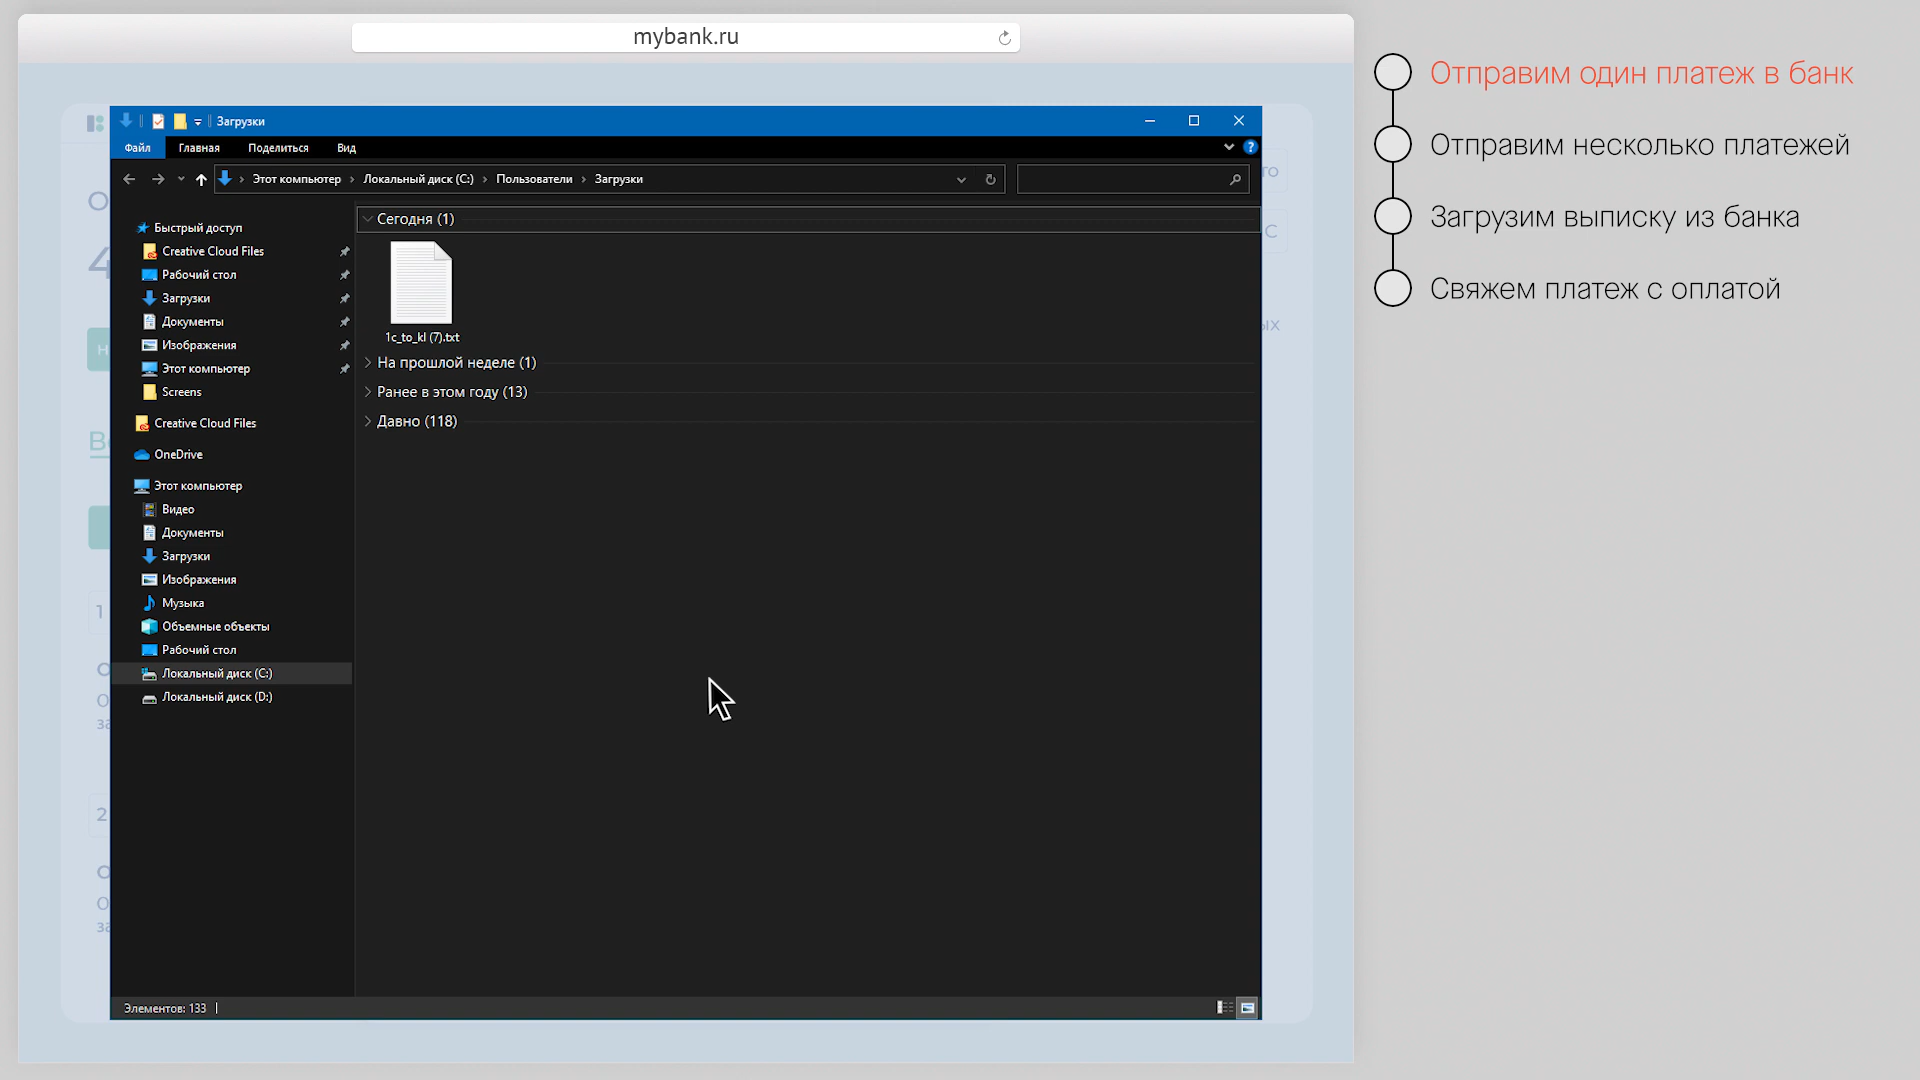 mybank.ru
Загрузки
Файл Главная Поделиться Вид
Этот компьютер Локальный диск (C:) Пользователи Загрузки
Быстрый доступ
Creative Cloud Files
Рабочий стол
Загрузки
Документы
Изображения
Этот компьютер
Screens
Creative Cloud Files
OneDrive
Этот компьютер
Видео
Документы
Загрузки
Изображения
Музыка
Объемные объекты
Рабочий стол
Локальный диск (C:)
Локальный диск (D:)
Сегодня (1)
1c_to_kl (7).txt
На прошлой неделе (1)
Ранее в этом году (13)
Давно (118)
Элементов: 133
Отправим один платеж в банк
Отправим несколько платежей
Загрузим выписку из банка
Свяжем платеж с оплатой